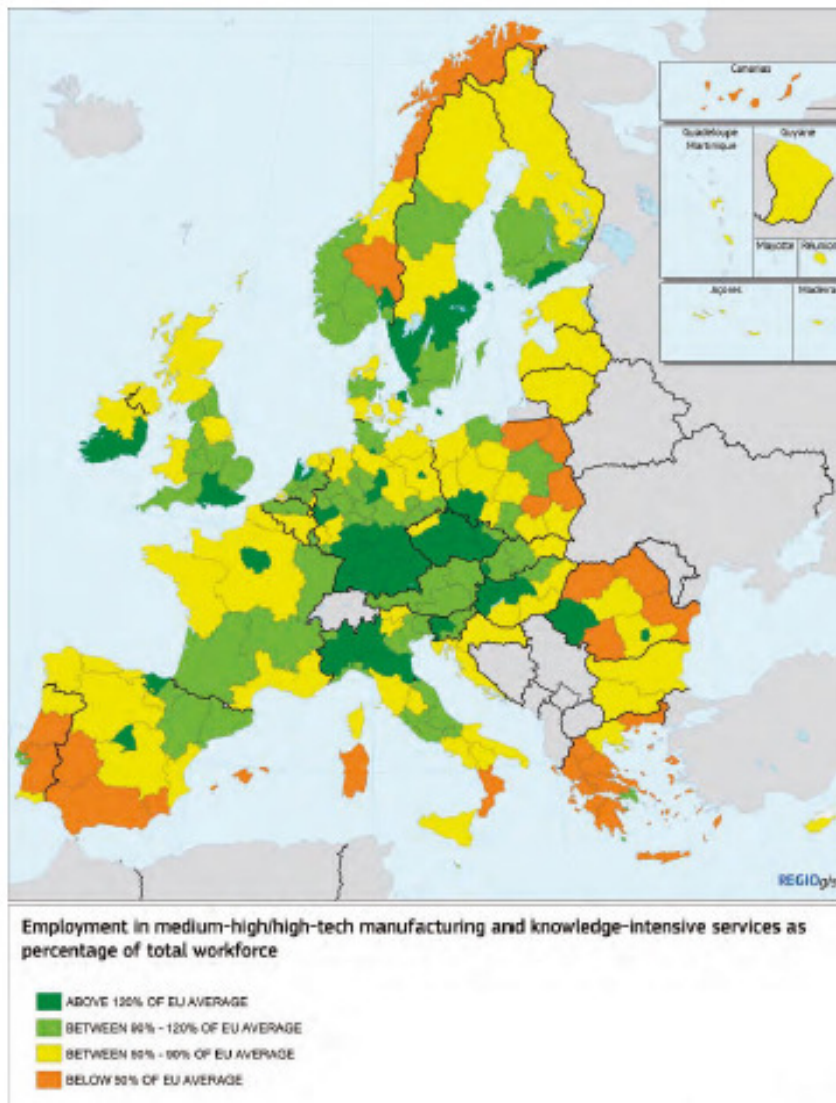 Canarias
Guadeloupe
Martinique
Guyane
Mayotte
Réunion
Açores
Madeira
REGIOgis
Employment in medium-high/high-tech manufacturing and knowledge-intensive services as
percentage of total workforce
ABOVE 120% OF EU AVERAGE
BETWEEN 90% - 120% OF EU AVERAGE
BETWEEN 50% - 90% OF EU AVERAGE
BELOW 50% OF EU AVERAGE